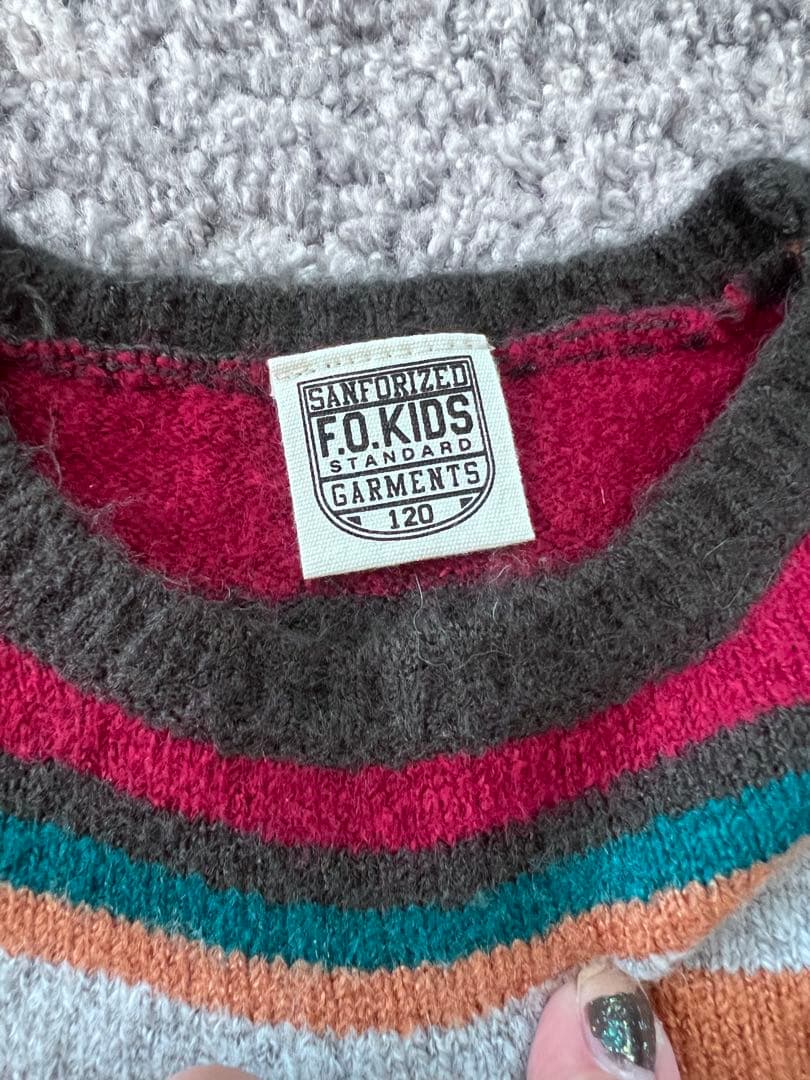 SANFORIZED
F.O.KIDS
STANDARD
GARMENTS
120